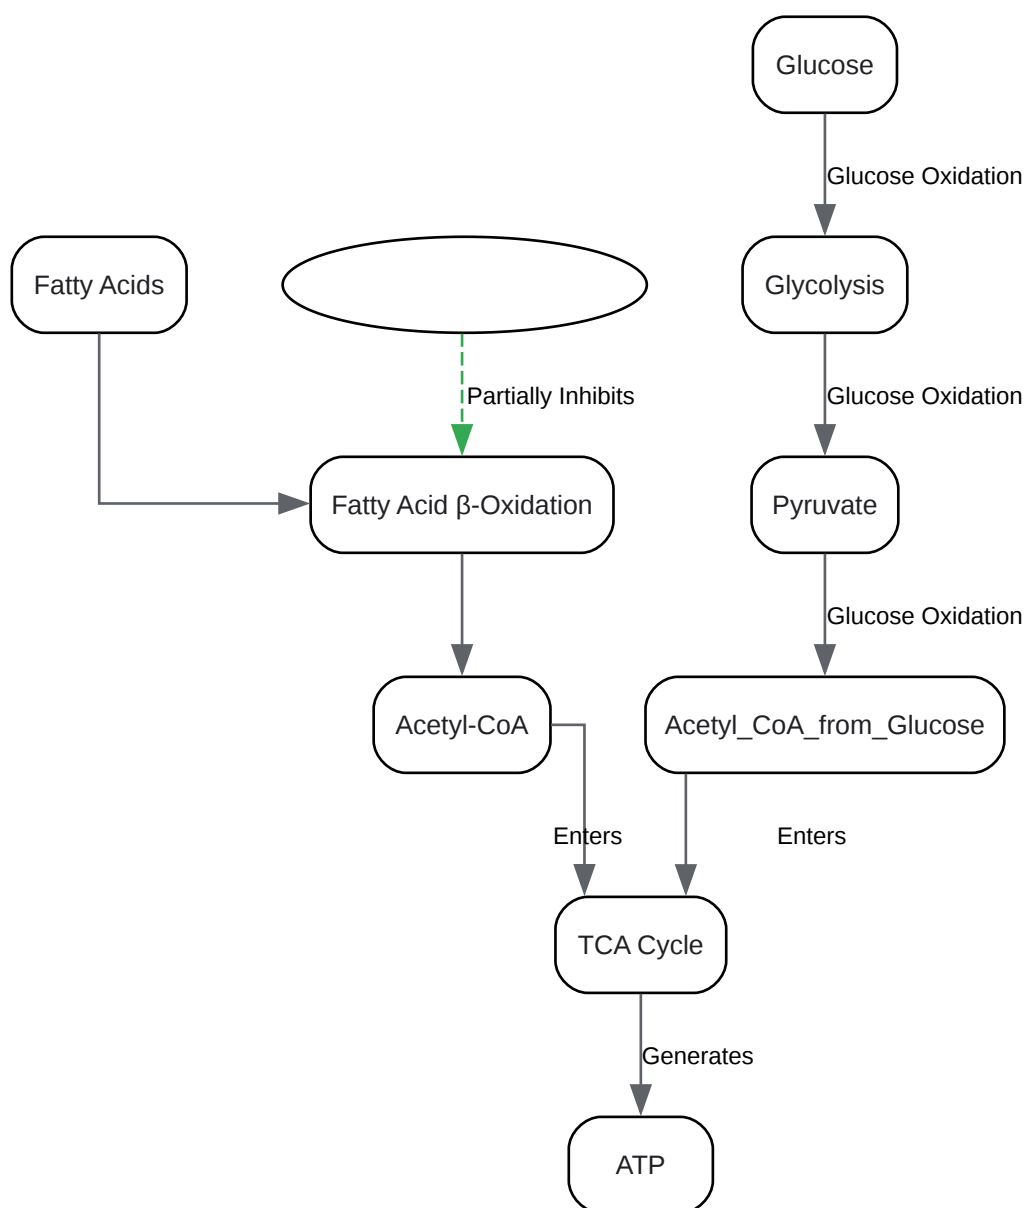 Glucose
Glucose Oxidation
Fatty Acids
Glycolysis
Partially Inhibits
Glucose Oxidation
Fatty Acid β-Oxidation
Pyruvate
Glucose Oxidation
Acetyl-CoA
Acetyl_CoA_from_Glucose
Enters
Enters
TCA Cycle
Generates
ATP